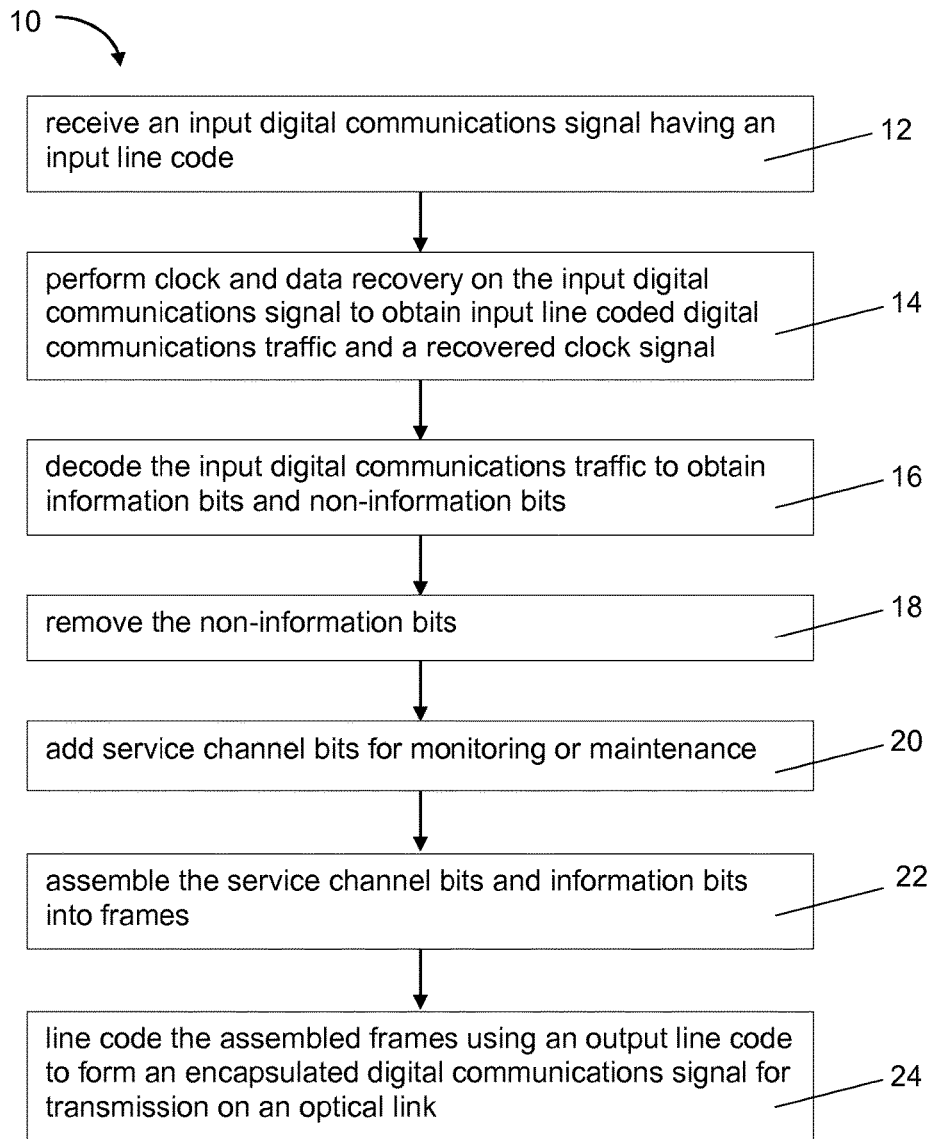 10
receive an input digital communications signal having an
input line code
12
perform clock and data recovery on the input digital
communications signal to obtain input line coded digital
communications traffic and a recovered clock signal
14
decode the input digital communications traffic to obtain
information bits and non-information bits
16
remove the non-information bits
18
add service channel bits for monitoring or maintenance
20
assemble the service channel bits and information bits
into frames
22
line code the assembled frames using an output line code
to form an encapsulated digital communications signal for
transmission on an optical link
24